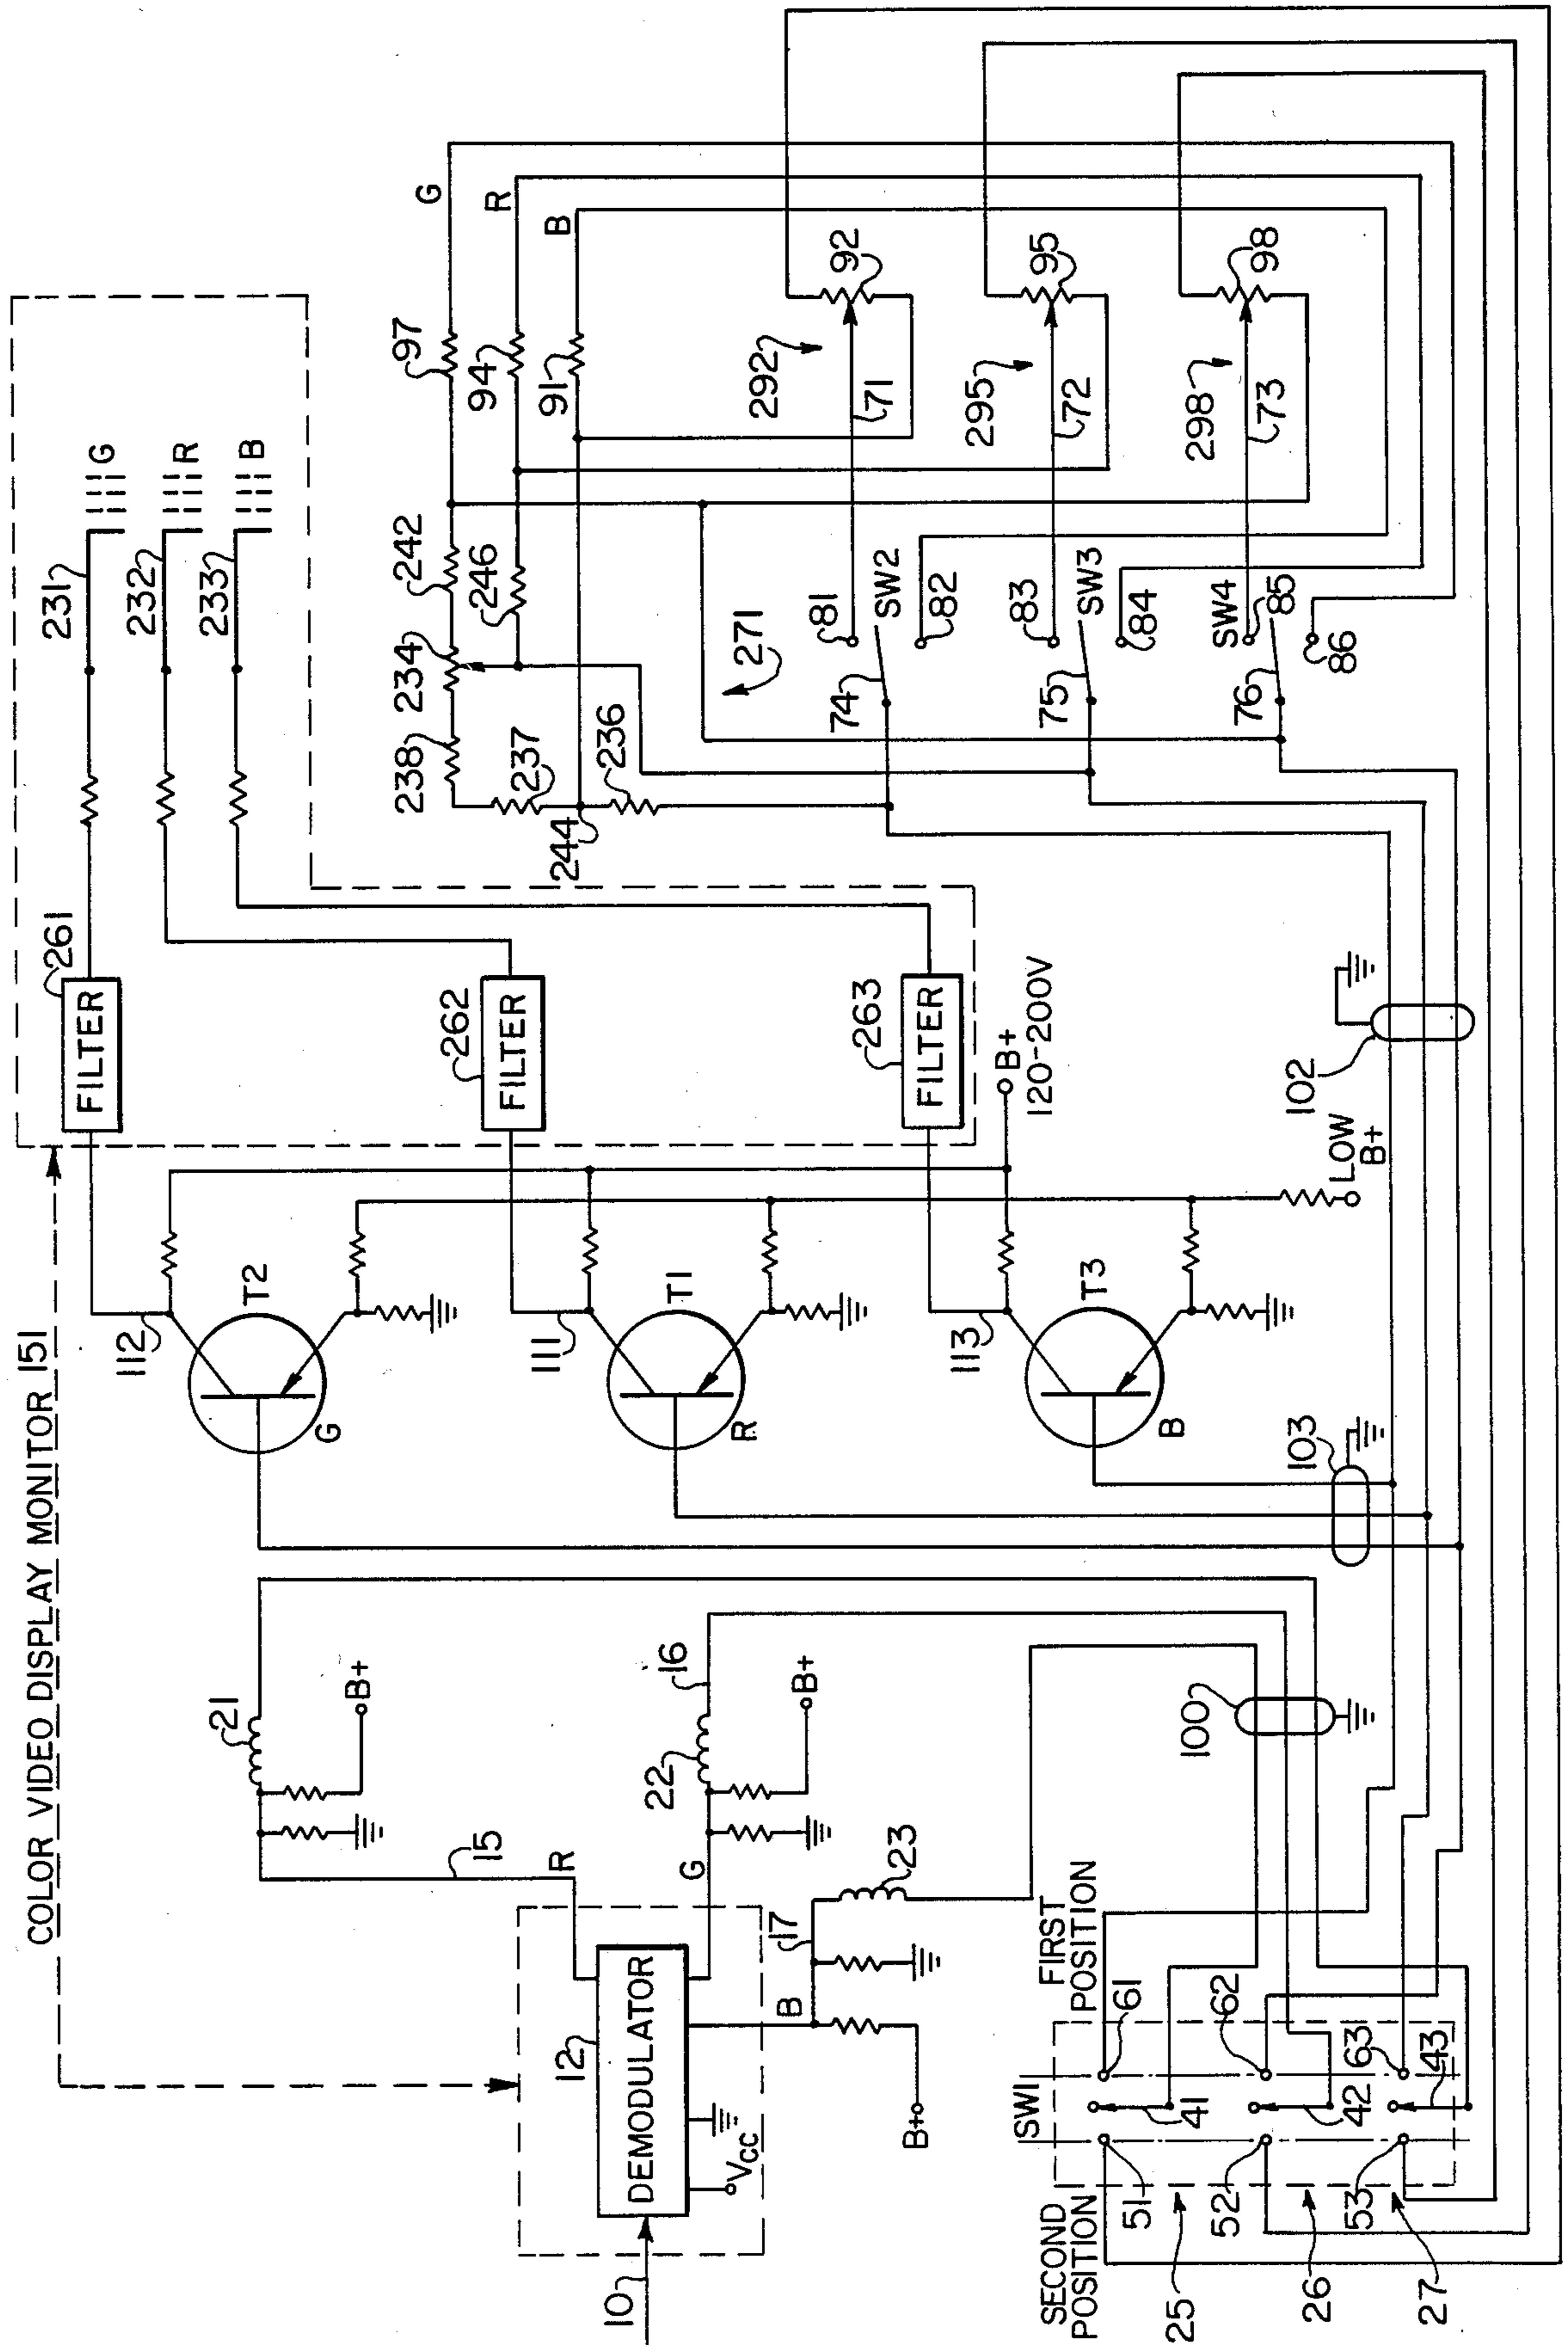 COLOR VIDEO DISPLAY MONITOR 151
261
FILTER
231
G
232
R
233
B
262
FILTER
263
FILTER
112
T2
G
111
T1
R
113
T3
B
B+
120-200V
LOW
B+
97
G
94
R
91
B
242
246
234
238
237
236
244
271
292
92
71
295
95
72
298
98
73
81
SW2
82
74
83
SW3
84
75
SW4
85
86
76
102
103
100
21
B+
15
R
22
16
B+
G
23
17
B
B+
12
DEMODULATOR
Vcc
10
FIRST
POSITION
SW1
SECOND
POSITION
61
62
63
41
42
43
51
52
53
25
26
27